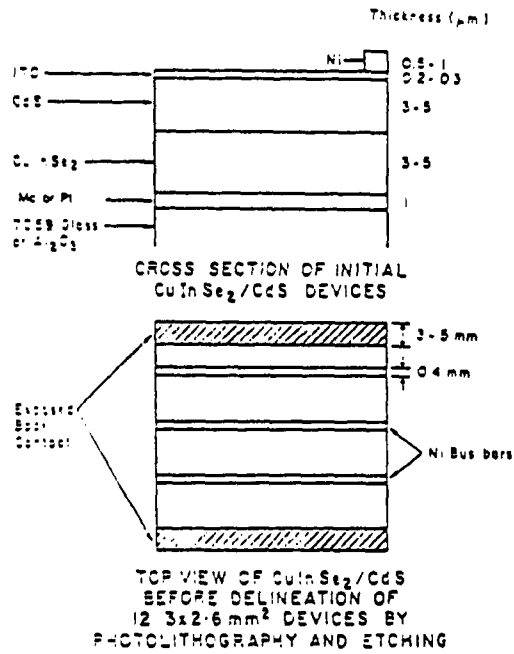 Thickness (μm)
Ni
0.5-1
ITO
0.2-0.3
CdS
3-5
CuInSe2
3-5
Mo or Pt
1
7059 Glass
or Al2O3
CROSS SECTION OF INITIAL
CuInSe2/CdS DEVICES
3-5 mm
0.4 mm
Exposed
Back
Contact
Ni Bus bars
TOP VIEW OF CuInSe2/CdS
BEFORE DELINEATION OF
12 3x2.6 mm2 DEVICES BY
PHOTOLITHOGRAPHY AND ETCHING